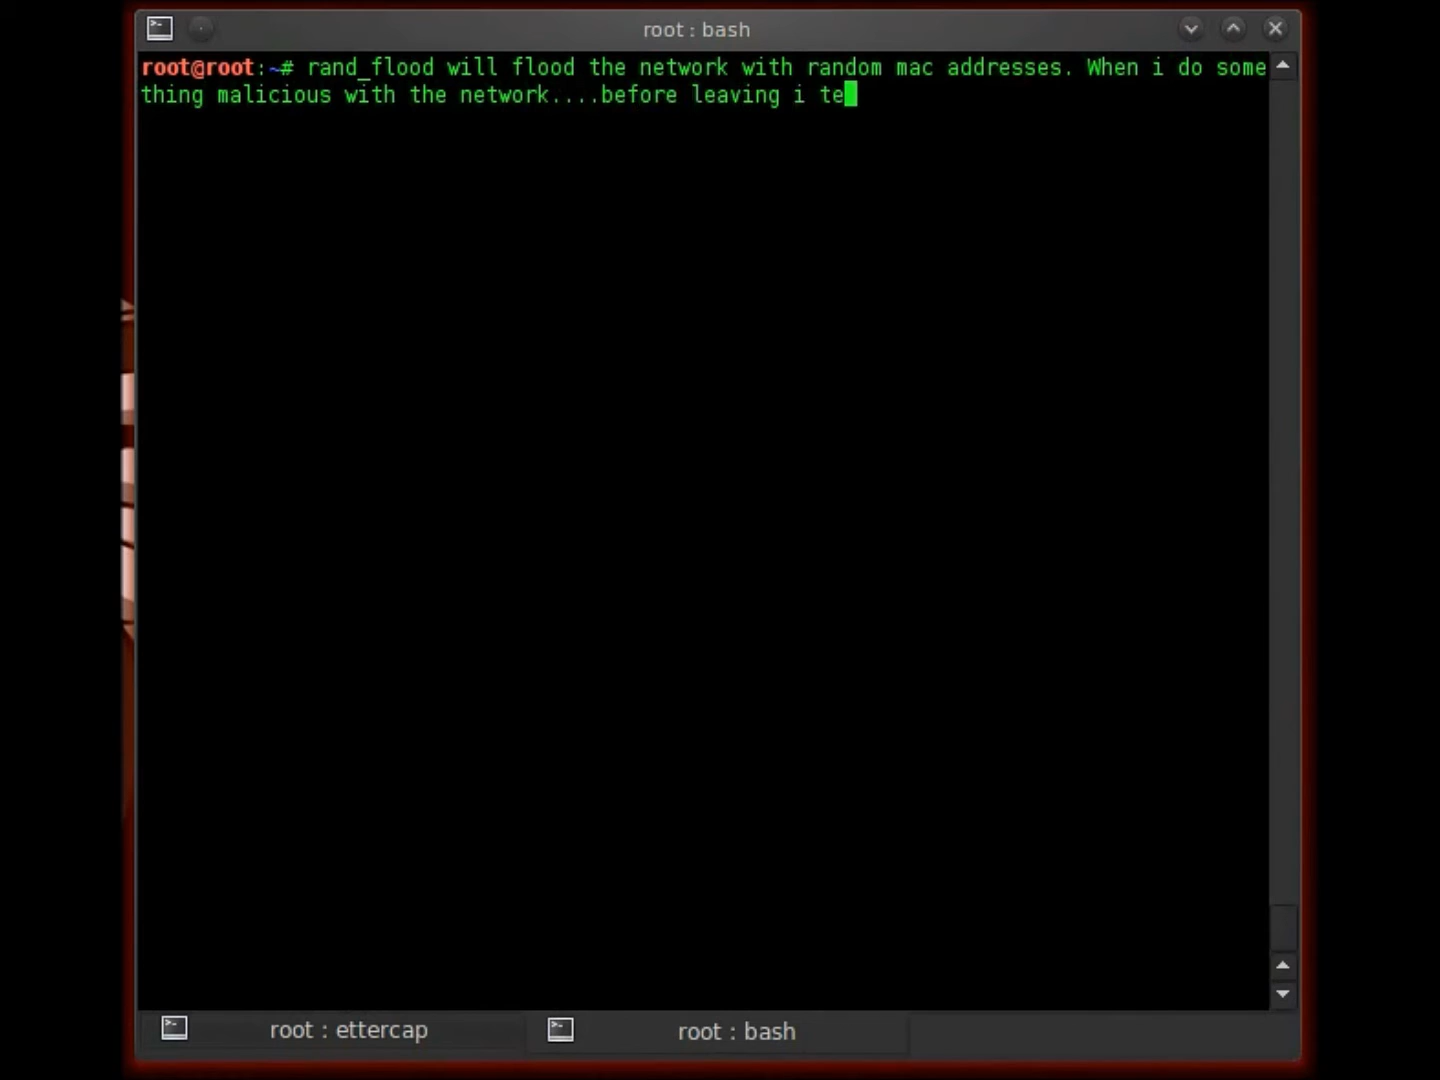 root : bash
root@root:~# rand_flood will flood the network with random mac addresses. When i do some
thing malicious with the network....before leaving i te
root : ettercap
root : bash